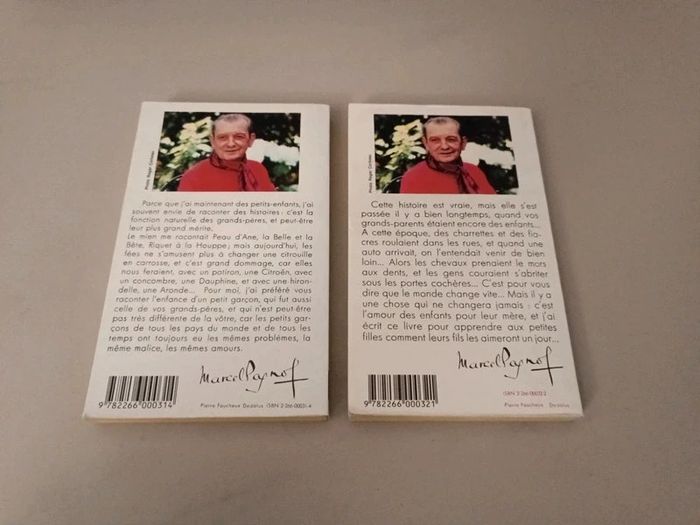 Photo Roger Corbeau
Parce que j'ai maintenant des petits-enfants, j'ai
souvent envie de raconter des histoires : c'est la
fonction naturelle des grands-pères, et peut-être
leur plus grand mérite.
Le mien me racontait Peau d'Ane, la Belle et la
Bête, Riquet à la Houppe; mais aujourd'hui, les
fées ne s'amusent plus à changer une citrouille
en carrosse, et c'est grand dommage, car elles
nous feraient, avec un potiron, une Citroën, avec
un concombre, une Dauphine, et avec une hiron-
delle, une Aronde... Pour moi, j'ai préféré vous
raconter l'enfance d'un petit garçon, qui fut aussi
celle de vos grands-pères, et qui n'est peut-être
pas très différente de la vôtre, car les petits gar-
çons de tous les pays du monde et de tous les
temps ont toujours eu les mêmes problèmes, la
même malice, les mêmes amours.
Marcel Pagnol
9 782266 000314
Pierre Faucheux Dedalus ISBN 2-266-00031-4
Photo Roger Corbeau
Cette histoire est vraie, mais elle s'est
passée il y a bien longtemps, quand vos
grands-parents étaient encore des enfants...
A cette époque, des charrettes et des fia-
cres roulaient dans les rues, et quand une
auto arrivait, on l'entendait venir de bien
loin... Alors les chevaux prenaient le mors
aux dents, et les gens couraient s'abriter
sous les portes cochères... C'est pour vous
dire que le monde change vite... Mais il y a
une chose qui ne changera jamais : c'est
l'amour des enfants pour leur mère, et j'ai
écrit ce livre pour apprendre aux petites
filles comment leurs fils les aimeront un jour...
Marcel Pagnol
9 782266 000321
ISBN 2-266-00032-2
Pierre Faucheux Dedalus